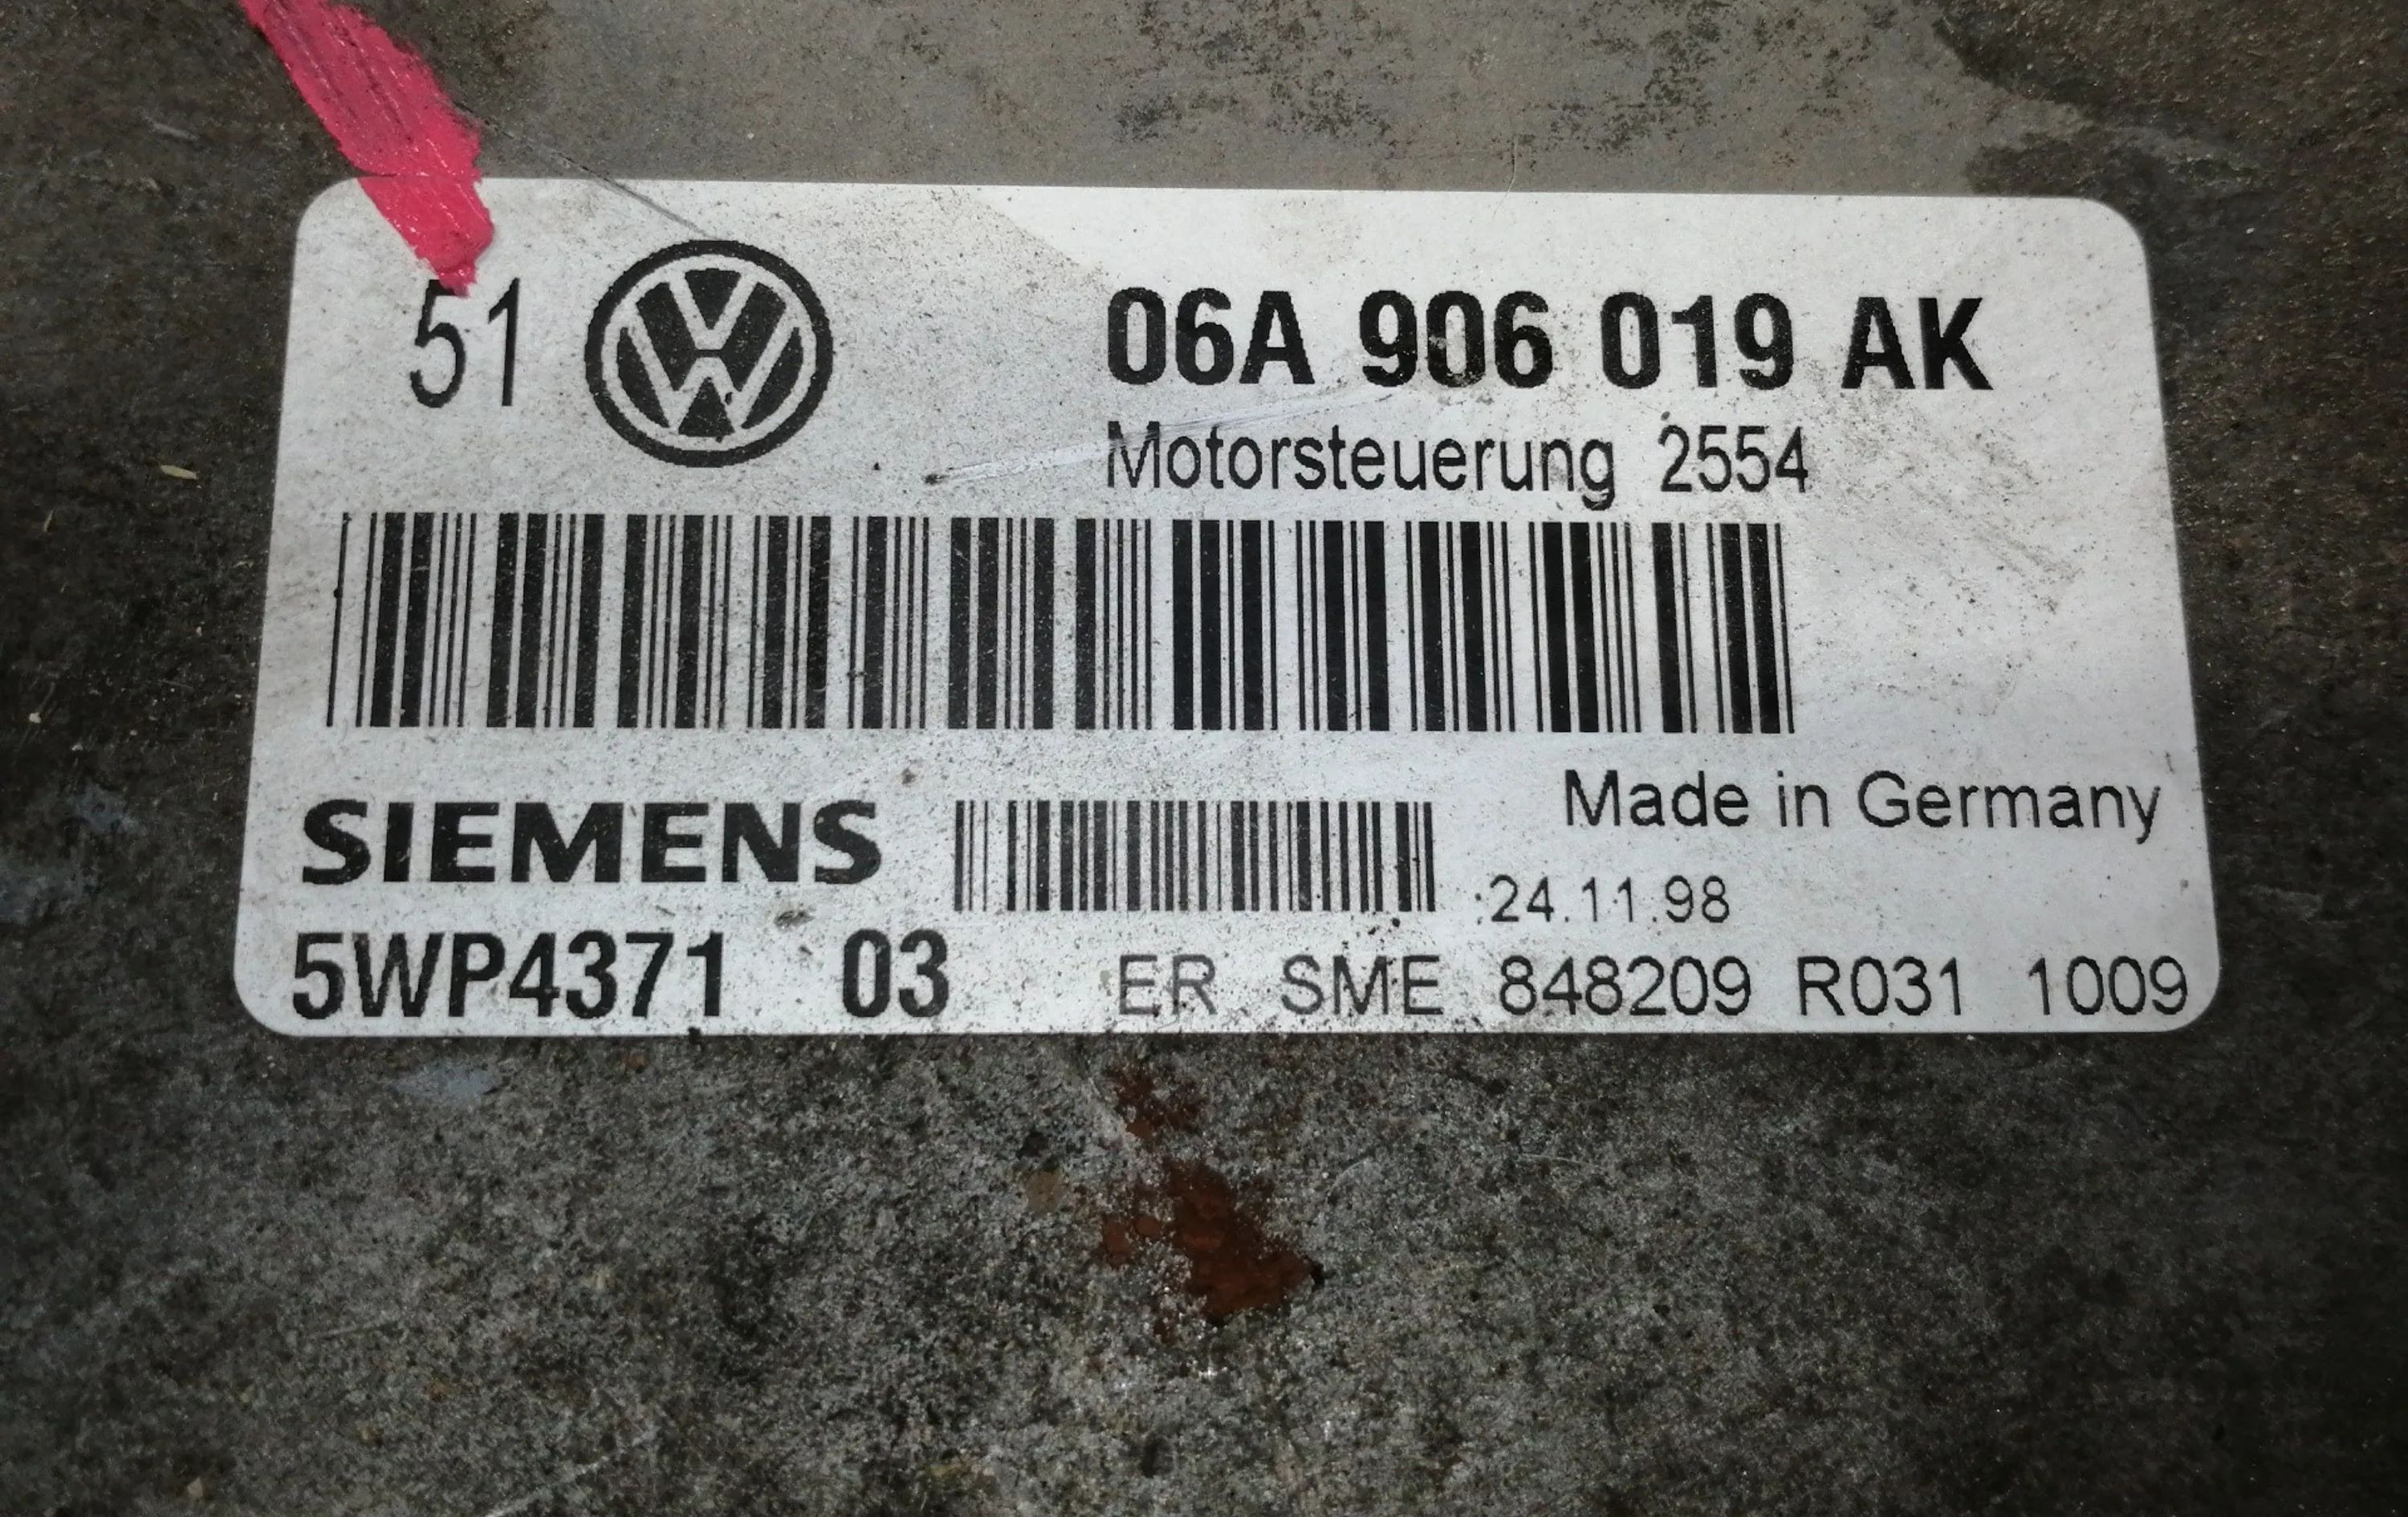 51 VW 06A 906 019 AK
Motorsteuerung 2554
SIEMENS Made in Germany
24.11.98
5WP4371 03 ER SME 848209 R031 1009